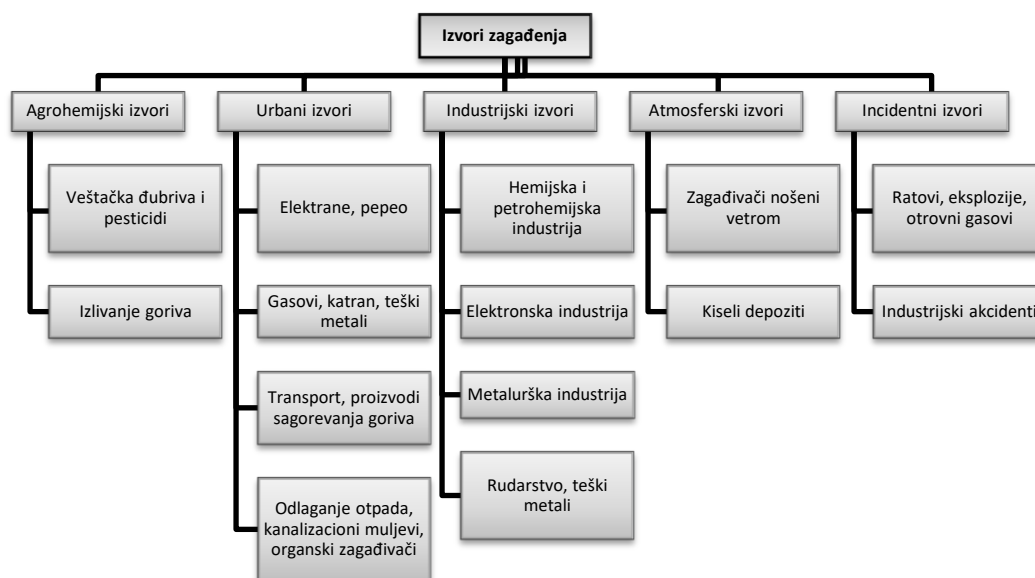 Izvori zagađenja
Agrohemijski izvori
Veštačka đubriva i
pesticidi
Izlivanje goriva
Urbani izvori
Elektrane, pepeo
Gasovi, katran, teški
metali
Transport, proizvodi
sagorevanja goriva
Odlaganje otpada,
kanalizacioni muljevi,
organski zagađivači
Industrijski izvori
Hemijska i
petrohemijska
industrija
Elektronska industrija
Metalurška industrija
Rudarstvo, teški
metali
Atmosferski izvori
Zagađivači nošeni
vetrom
Kiseli depoziti
Incidentni izvori
Ratovi, eksplozije,
otrovni gasovi
Industrijski akcidenti